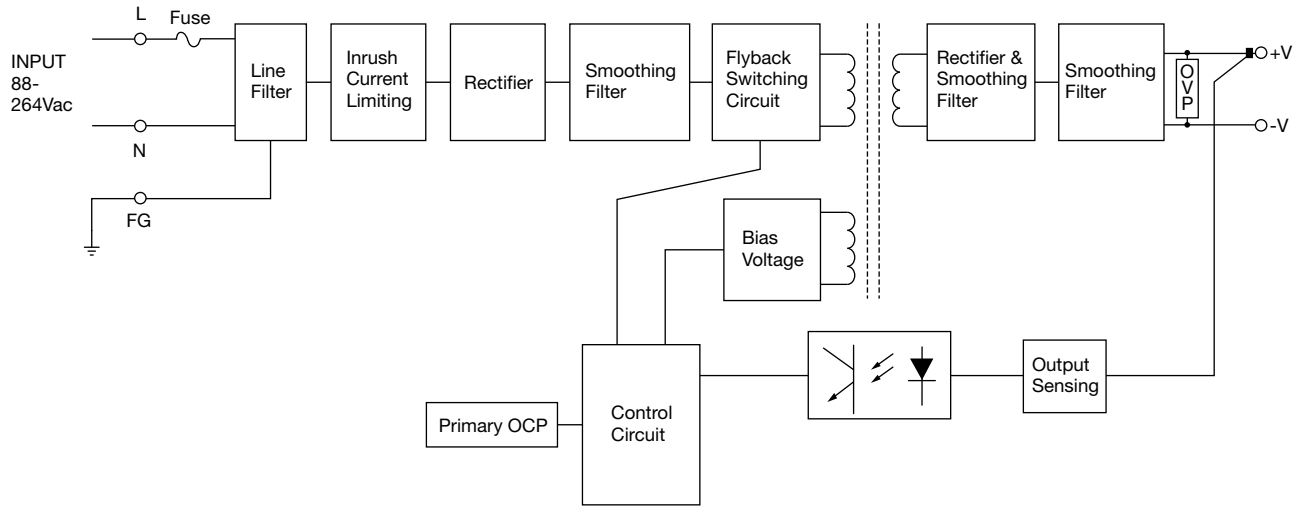 L
Fuse
INPUT
88-
264Vac
N
FG
Line
Filter
Inrush
Current
Limiting
Rectifier
Smoothing
Filter
Flyback
Switching
Circuit
Rectifier &
Smoothing
Filter
Smoothing
Filter
OVP
+V
-V
Bias
Voltage
Output
Sensing
Primary OCP
Control
Circuit